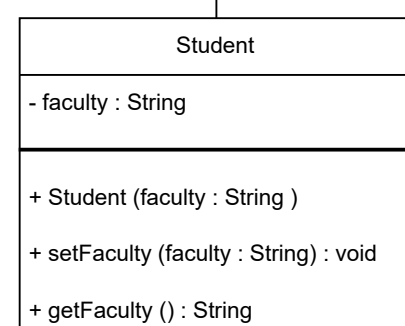 Student
- faculty : String
+ Student (faculty : String )
+ setFaculty (faculty : String) : void
+ getFaculty () : String